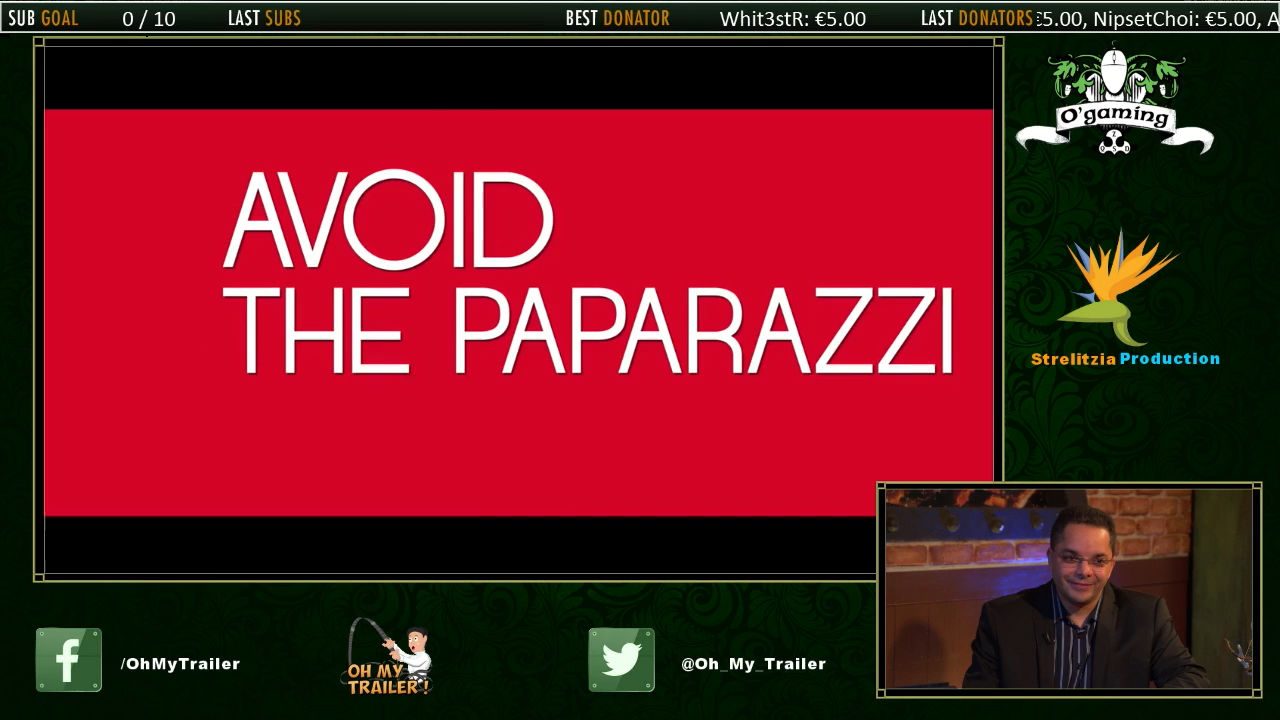 SUB GOAL 0 / 10 LAST SUBS BEST DONATOR Whit3stR: €5.00 LAST DONATORS 5.00, NipsetChoi: €5.00, A
O'gaming
Z
Q S D
AVOID
THE PAPARAZZI
Strelitzia Production
/OhMyTrailer
OH MY
TRAILER !
@Oh_My_Trailer